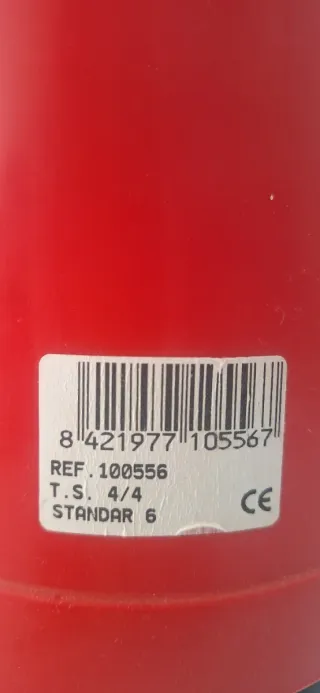 8 421977 105567
REF.100556
T.S. 4/4
STANDAR 6
CE